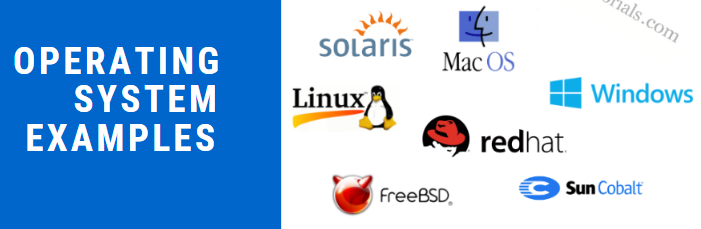 OPERATING
SYSTEM
EXAMPLES
solaris
Mac OS
Linux
Windows
redhat.
FreeBSD®
Sun Cobalt